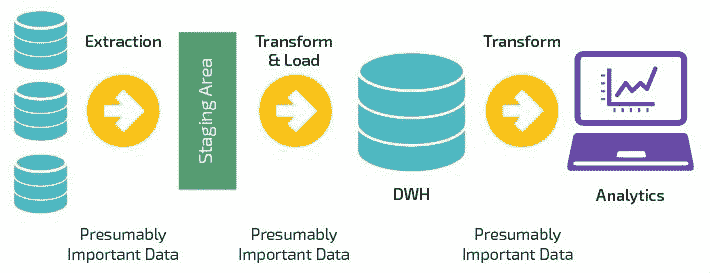 Extraction
Staging Area
Transform
& Load
DWH
Transform
Analytics
Presumably
Important Data
Presumably
Important Data
Presumably
Important Data